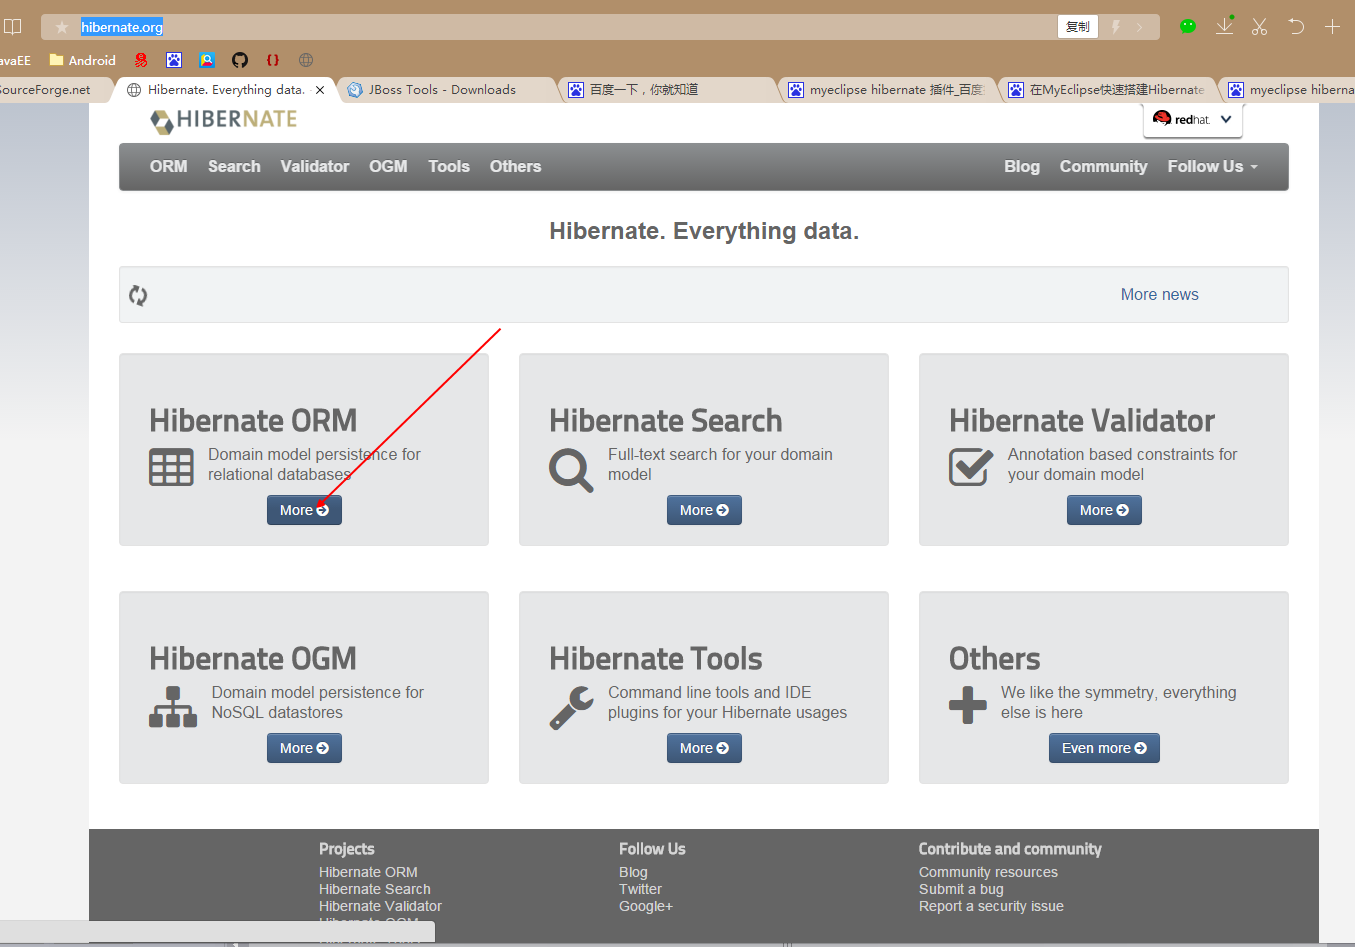 hibernate.org
复制
avaEE
Android
SourceForge.net
Hibernate. Everything data.
JBoss Tools - Downloads
百度一下，你就知道
myeclipse hibernate 插件_百度
在MyEclipse快速搭建Hibernate
myeclipse hiberna
HIBERNATE
redhat.
ORM Search Validator OGM Tools Others
Blog Community Follow Us
Hibernate. Everything data.
More news
Hibernate ORM
Domain model persistence for
relational databases
More
Hibernate Search
Full-text search for your domain
model
More
Hibernate Validator
Annotation based constraints for
your domain model
More
Hibernate OGM
Domain model persistence for
NoSQL datastores
More
Hibernate Tools
Command line tools and IDE
plugins for your Hibernate usages
More
Others
We like the symmetry, everything
else is here
Even more
Projects
Hibernate ORM
Hibernate Search
Hibernate Validator
Hibernate OGM
Follow Us
Blog
Twitter
Google+
Contribute and community
Community resources
Submit a bug
Report a security issue